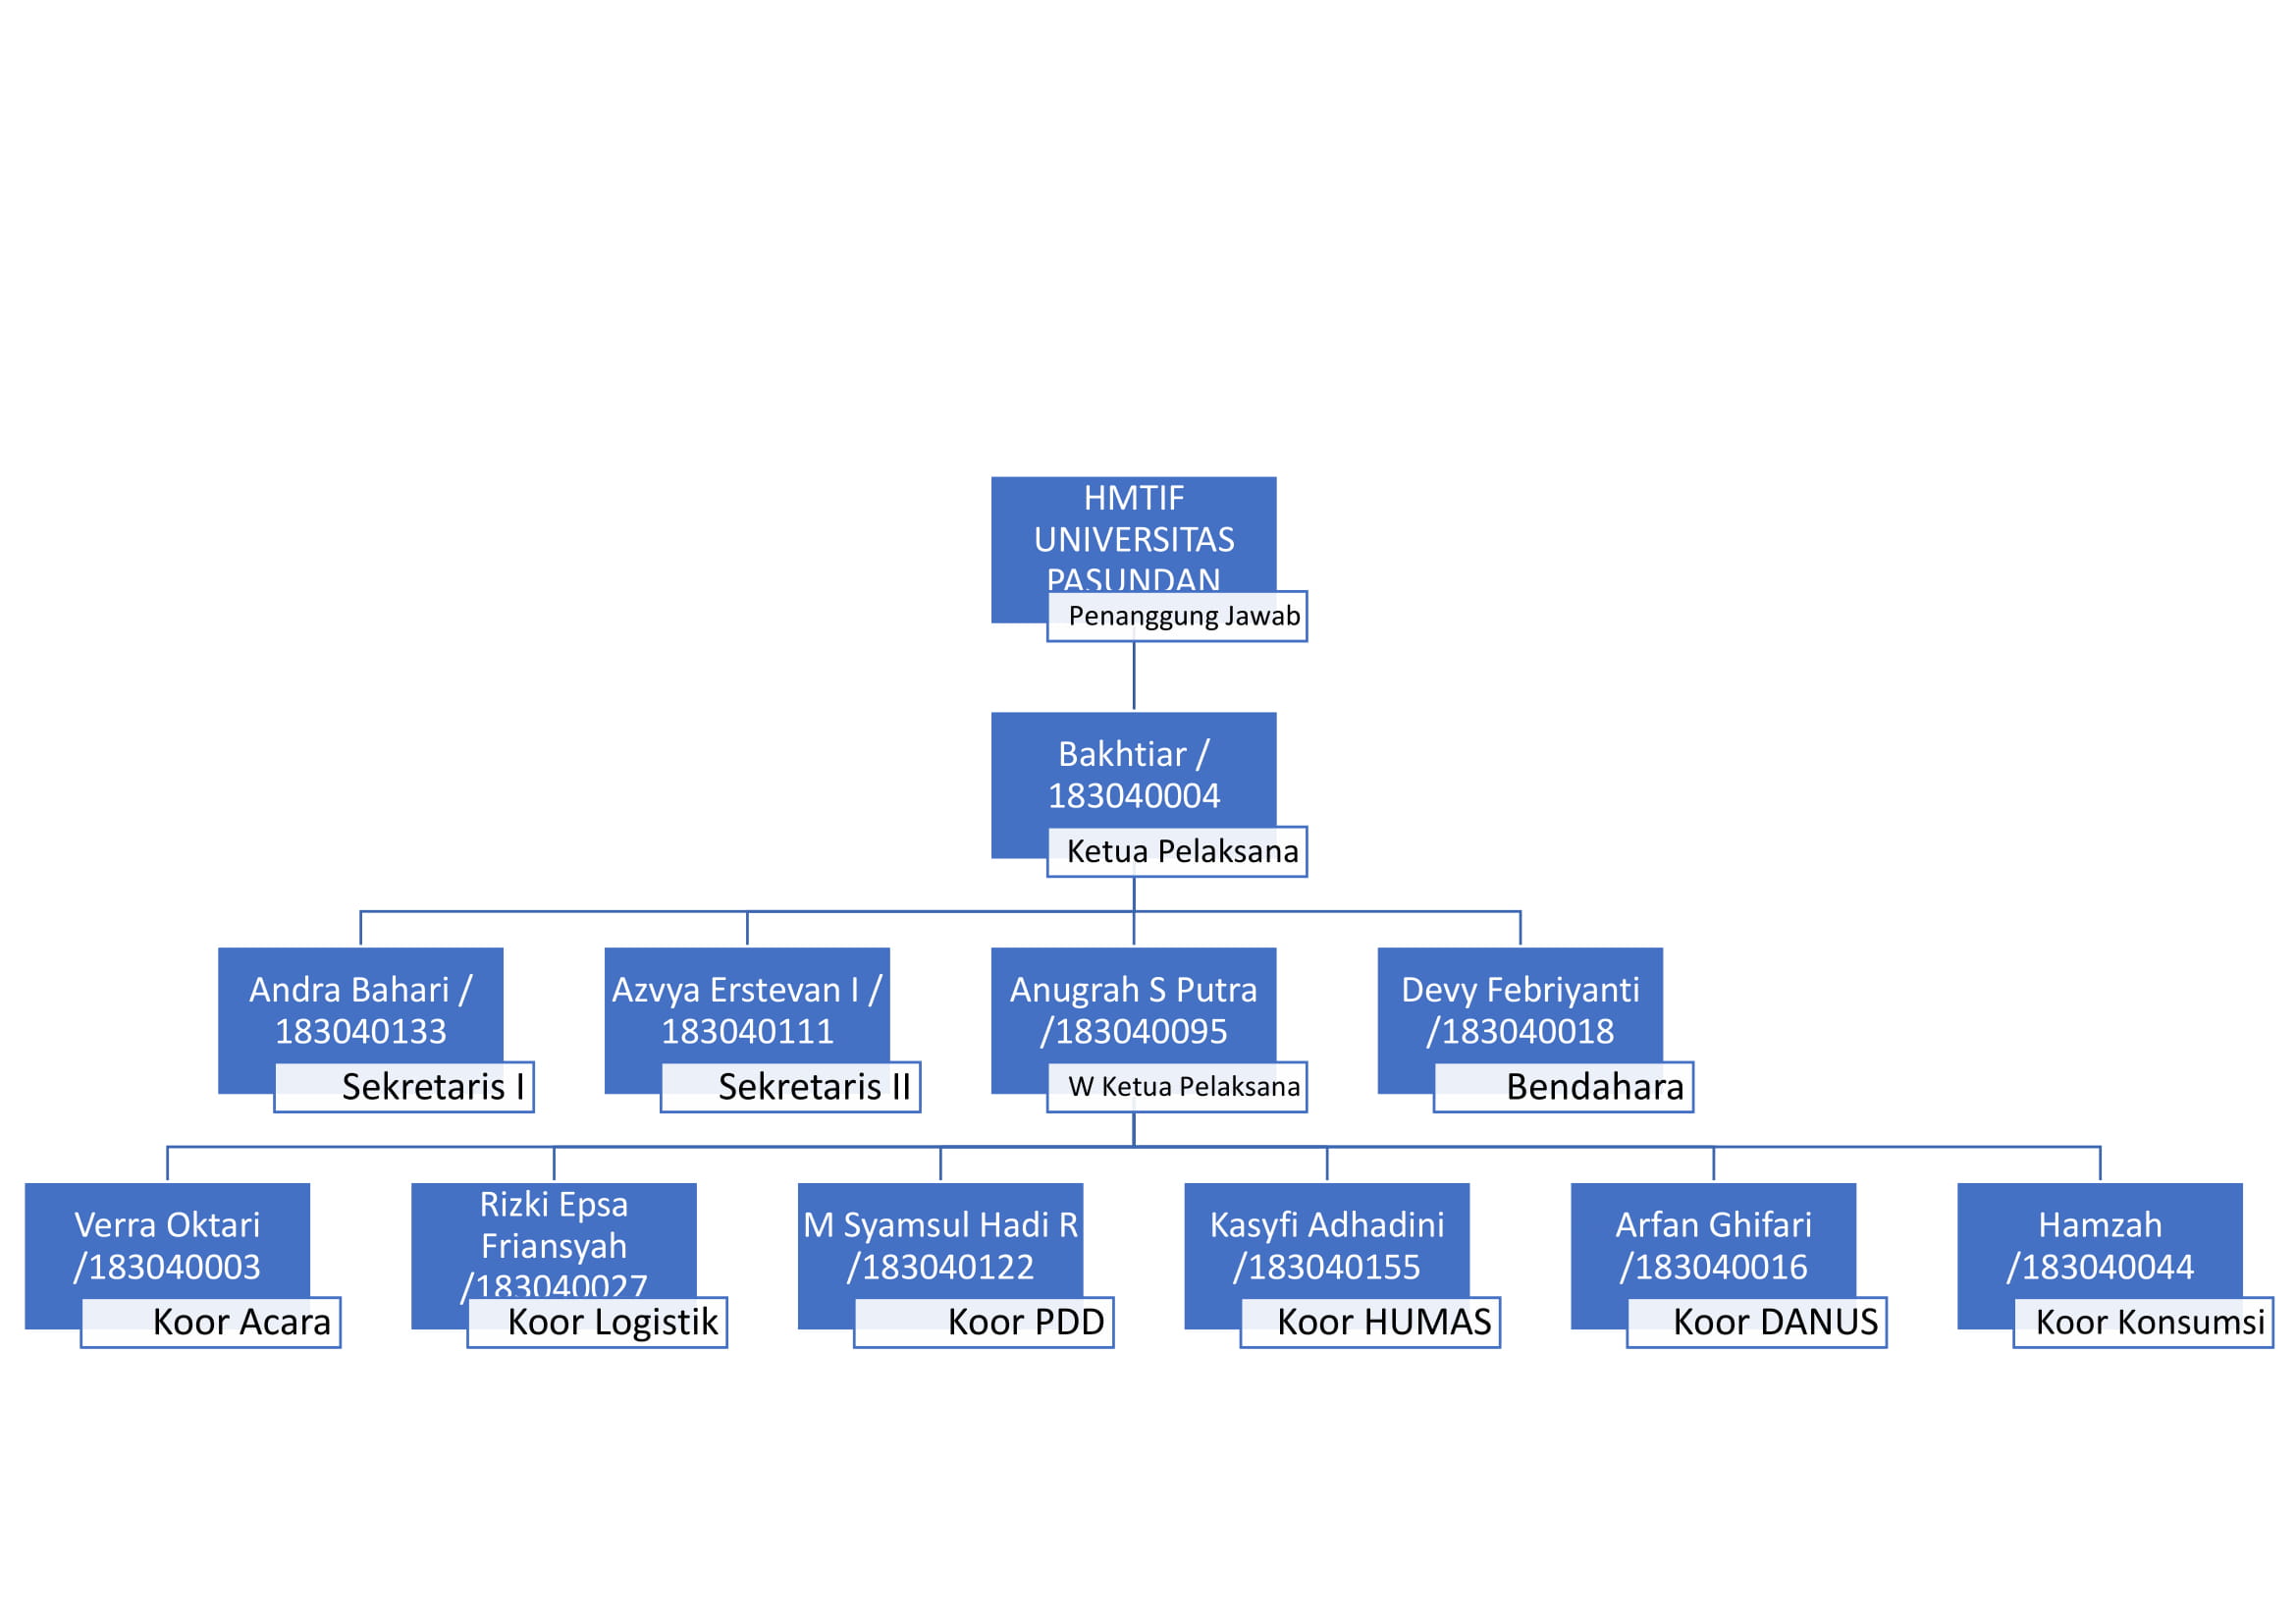 HMTIF
UNIVERSITAS
PASUNDAN
Penanggung Jawab
Bakhtiar /
183040004
Ketua Pelaksana
Andra Bahari /
183040133
Sekretaris I
Azvya Erstevan I /
183040111
Sekretaris II
Anugrah S Putra
/183040095
W Ketua Pelaksana
Devy Febriyanti
/183040018
Bendahara
Verra Oktari
/183040003
Koor Acara
Rizki Epsa
Friansyah
/183040027
Koor Logistik
M Syamsul Hadi R
/183040122
Koor PDD
Kasyfi Adhadini
/183040155
Koor HUMAS
Arfan Ghifari
/183040016
Koor DANUS
Hamzah
/183040044
Koor Konsumsi